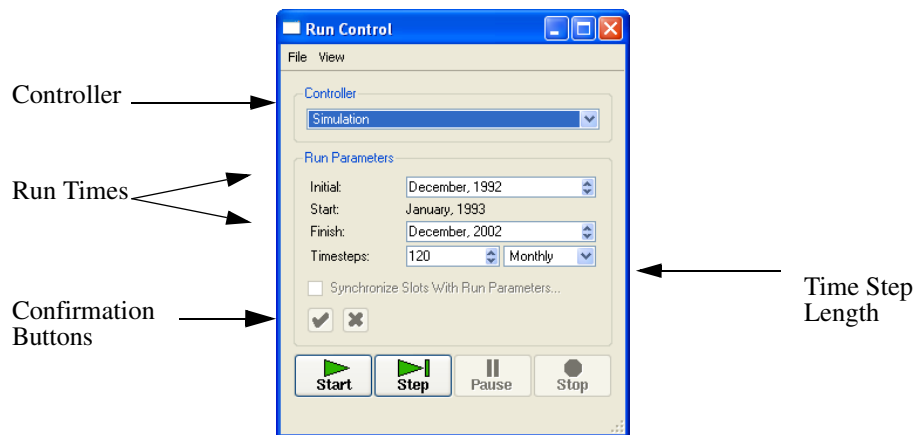 Run Control
File View
Controller
Controller
Simulation
Run Parameters
Run Times
Initial: December, 1992
Start: January, 1993
Finish: December, 2002
Timesteps: 120 Monthly
Time Step
Length
Synchronize Slots With Run Parameters...
Confirmation
Buttons
Start Step Pause Stop